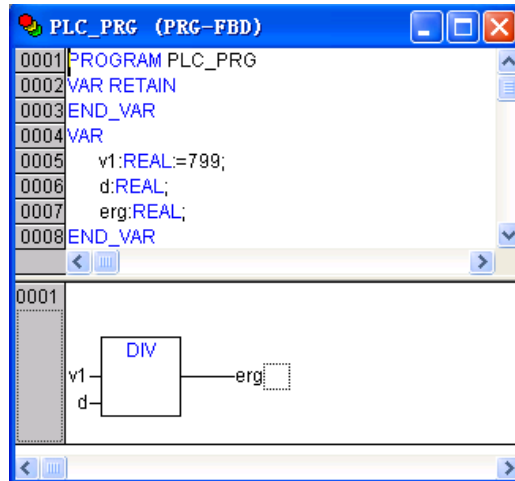 PLC_PRG (PRG-FBD)
0001 PROGRAM PLC_PRG
0002 VAR RETAIN
0003 END_VAR
0004 VAR
0005 v1:REAL:=799;
0006 d:REAL;
0007 erg:REAL;
0008 END_VAR
0001
DIV
v1 erg
d